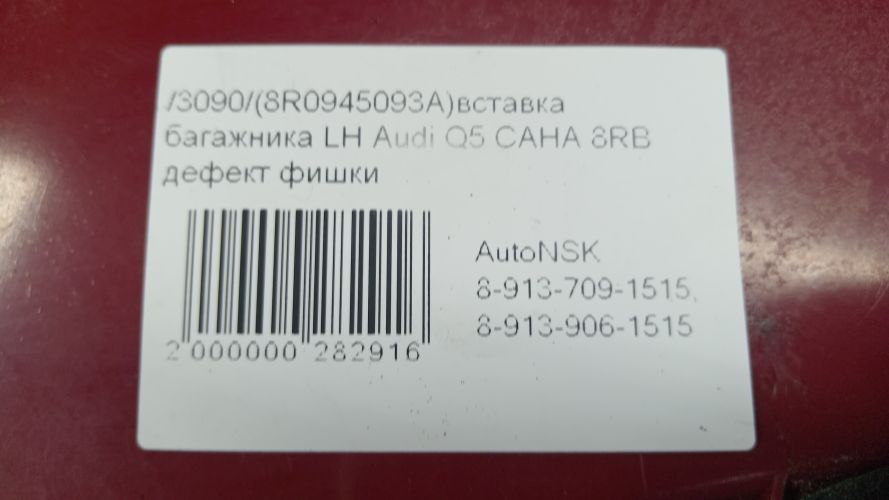 /3090/(8R0945093A)вставка
багажника LH Audi Q5 CAHA 8RB
дефект фишки
AutoNSK
8-913-709-1515,
8-913-906-1515
2 000000 282916